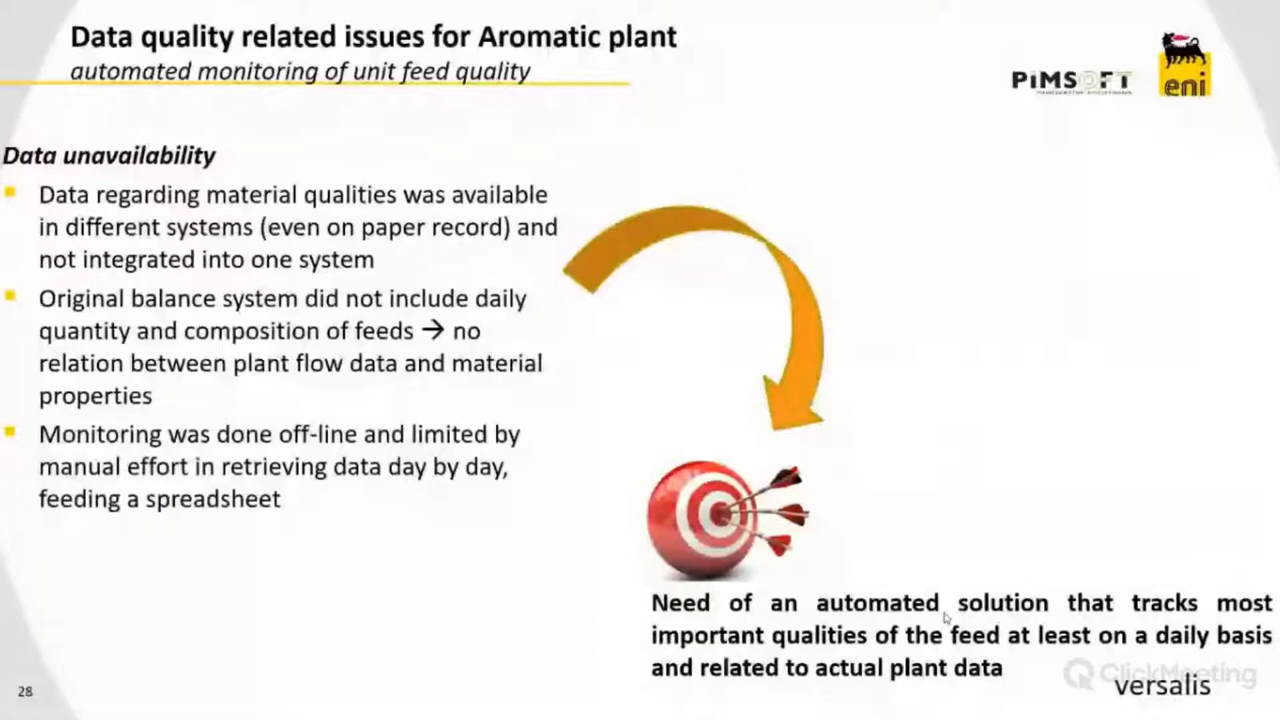 Data quality related issues for Aromatic plant
automated monitoring of unit feed quality
PiMSOFT
eni
Data unavailability
Data regarding material qualities was available
in different systems (even on paper record) and
not integrated into one system
Original balance system did not include daily
quantity and composition of feeds → no
relation between plant flow data and material
properties
Monitoring was done off-line and limited by
manual effort in retrieving data day by day,
feeding a spreadsheet
Need of an automated solution that tracks most
important qualities of the feed at least on a daily basis
and related to actual plant data
ClickMeeting
versalis
28